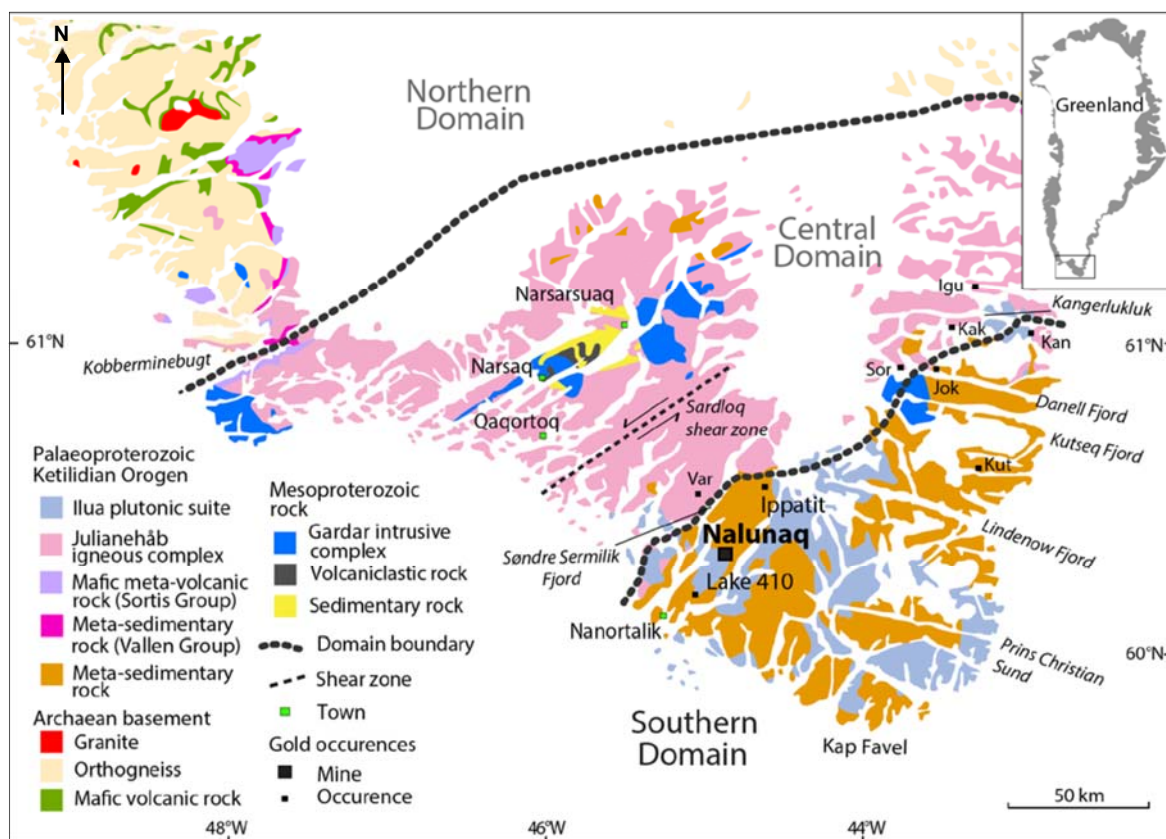 N
Northern
Domain
Greenland
Central
Domain
Narsarsuaq
Igu
Kangerlukluk
Kak
Kan
61°N
61°N
Kobberminebugt
Narsaq
Sor
Jok
Sardloq
shear zone
Danell Fjord
Qaqortoq
Kutseq Fjord
Kut
Var
Ippatit
Lindenow Fjord
Nalunaq
Søndre Sermilik
Fjord
Lake 410
Nanortalik
Prins Christian
Sund
60°N
Southern
Domain
Kap Favel
Palaeoproterozoic
Ketilidian Orogen
Ilua plutonic suite
Julianehåb
igneous complex
Mafic meta-volcanic
rock (Sortis Group)
Meta-sedimentary
rock (Vallen Group)
Meta-sedimentary
rock
Archaean basement
Granite
Orthogneiss
Mafic volcanic rock
Mesoproterozoic
rock
Gardar intrusive
complex
Volcaniclastic rock
Sedimentary rock
Domain boundary
Shear zone
Town
Gold occurences
Mine
Occurence
50 km
48°W
46°W
44°W